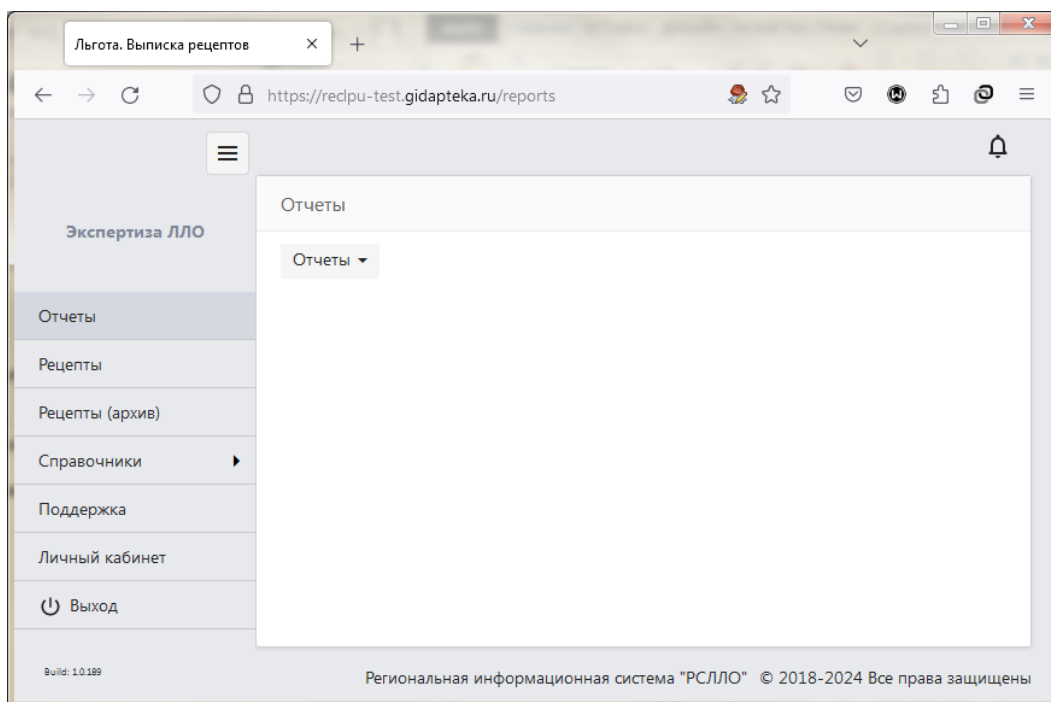 Льгота. Выписка рецептов
https://reclpu-test.gidapteka.ru/reports
Экспертиза ЛЛО
Отчеты
Рецепты
Рецепты (архив)
Справочники
Поддержка
Личный кабинет
Выход
Build: 1.0.189
Отчеты
Отчеты
Региональная информационная система "РСЛЛО" © 2018-2024 Все права защищены